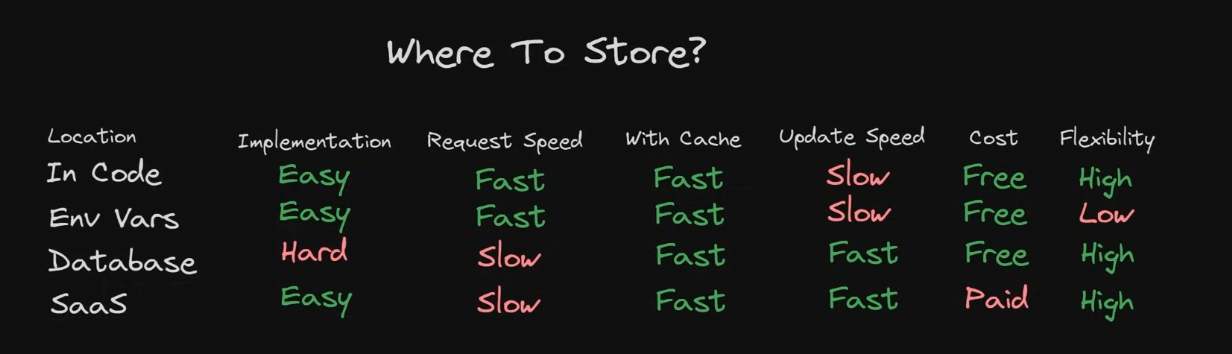 Where To Store?
Location Implementation Request Speed With Cache Update Speed Cost Flexibility
In Code Easy Fast Fast Slow Free High
Env Vars Easy Fast Fast Slow Free Low
Database Hard Slow Fast Fast Free High
SaaS Easy Slow Fast Fast Paid High